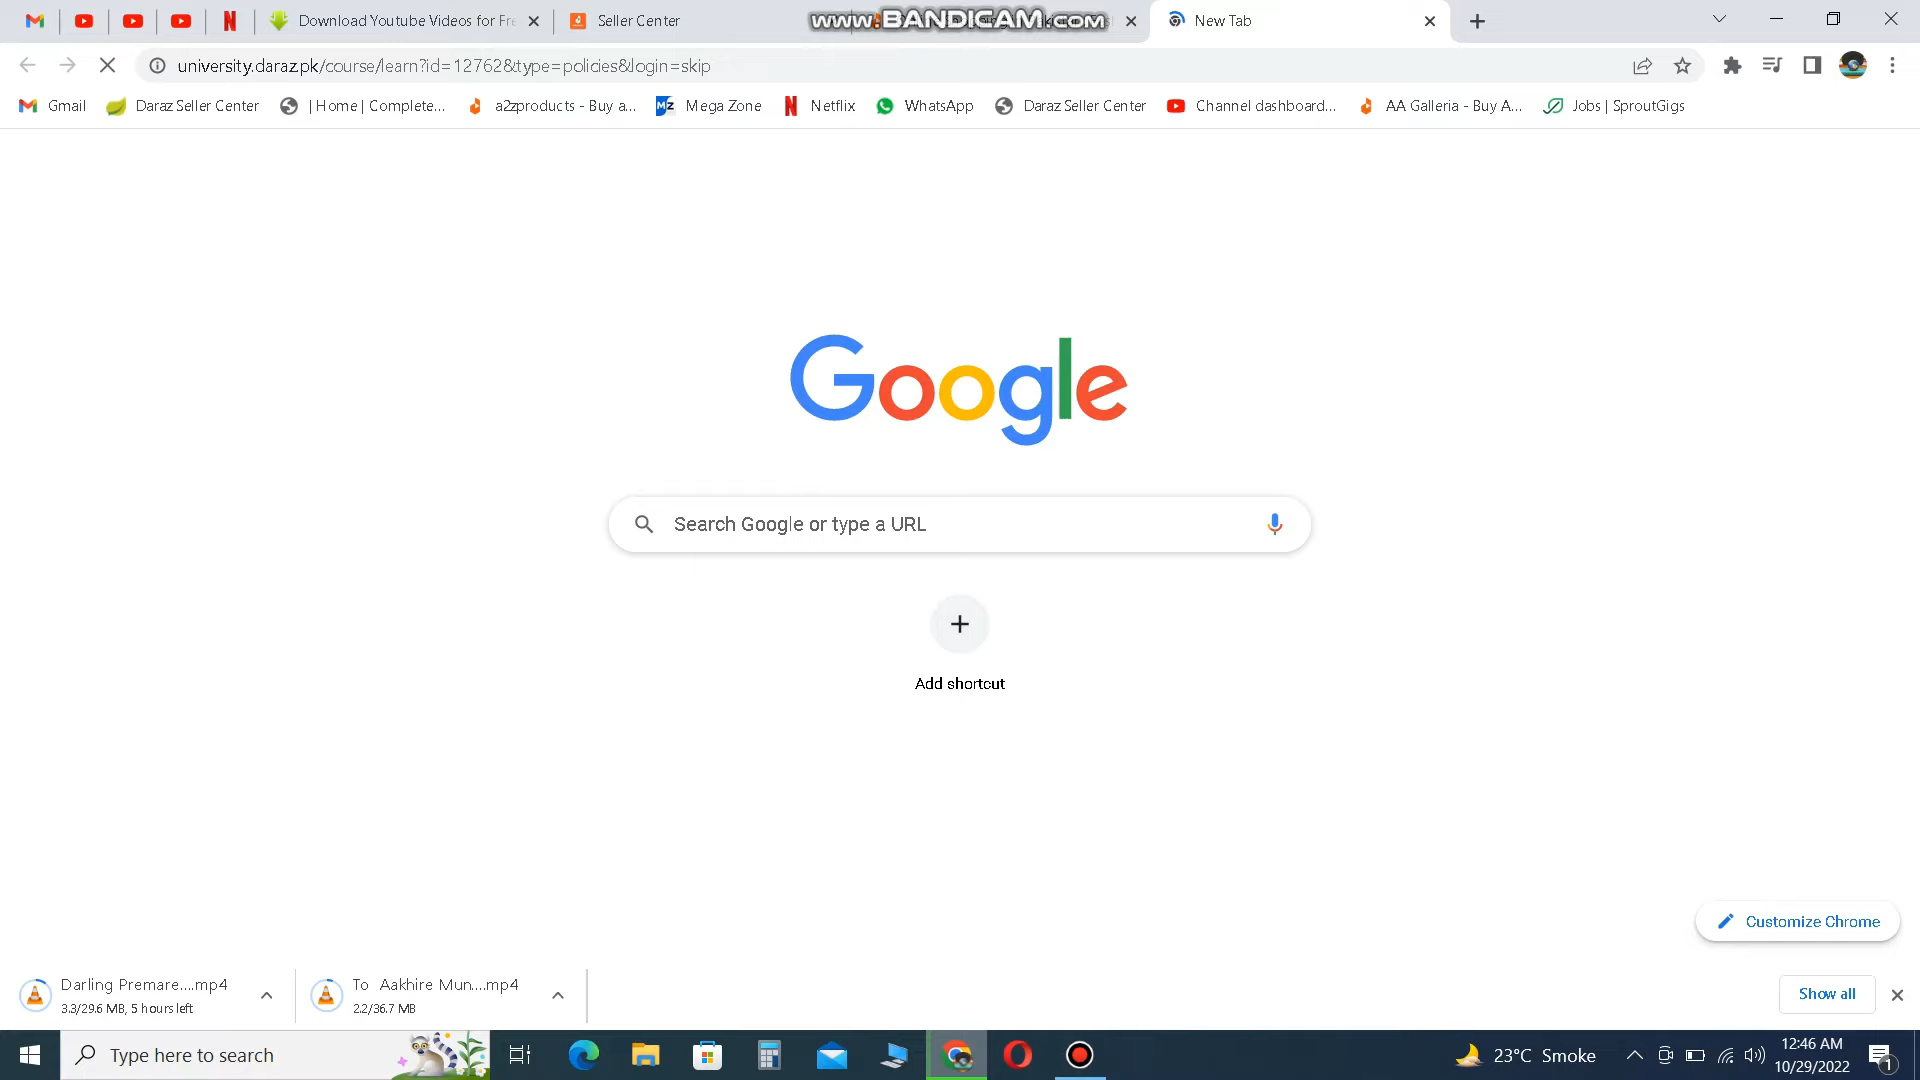 Download Youtube Videos for Fre
Seller Center
www.BANDICAM.com
New Tab
university.daraz.pk/course/learn?id=12762&type=policies&login=skip
Gmail
Daraz Seller Center
| Home | Complete...
a2zproducts - Buy a...
MZ
Mega Zone
Netflix
WhatsApp
Daraz Seller Center
Channel dashboard...
AA Galleria - Buy A...
Jobs | SproutGigs
Google
Search Google or type a URL
Add shortcut
Customize Chrome
Darling Premare....mp4
3.3/29.6 MB, 5 hours left
To Aakhire Mun....mp4
2.2/36.7 MB
Show all
Type here to search
23°C Smoke
12:46 AM
10/29/2022
1